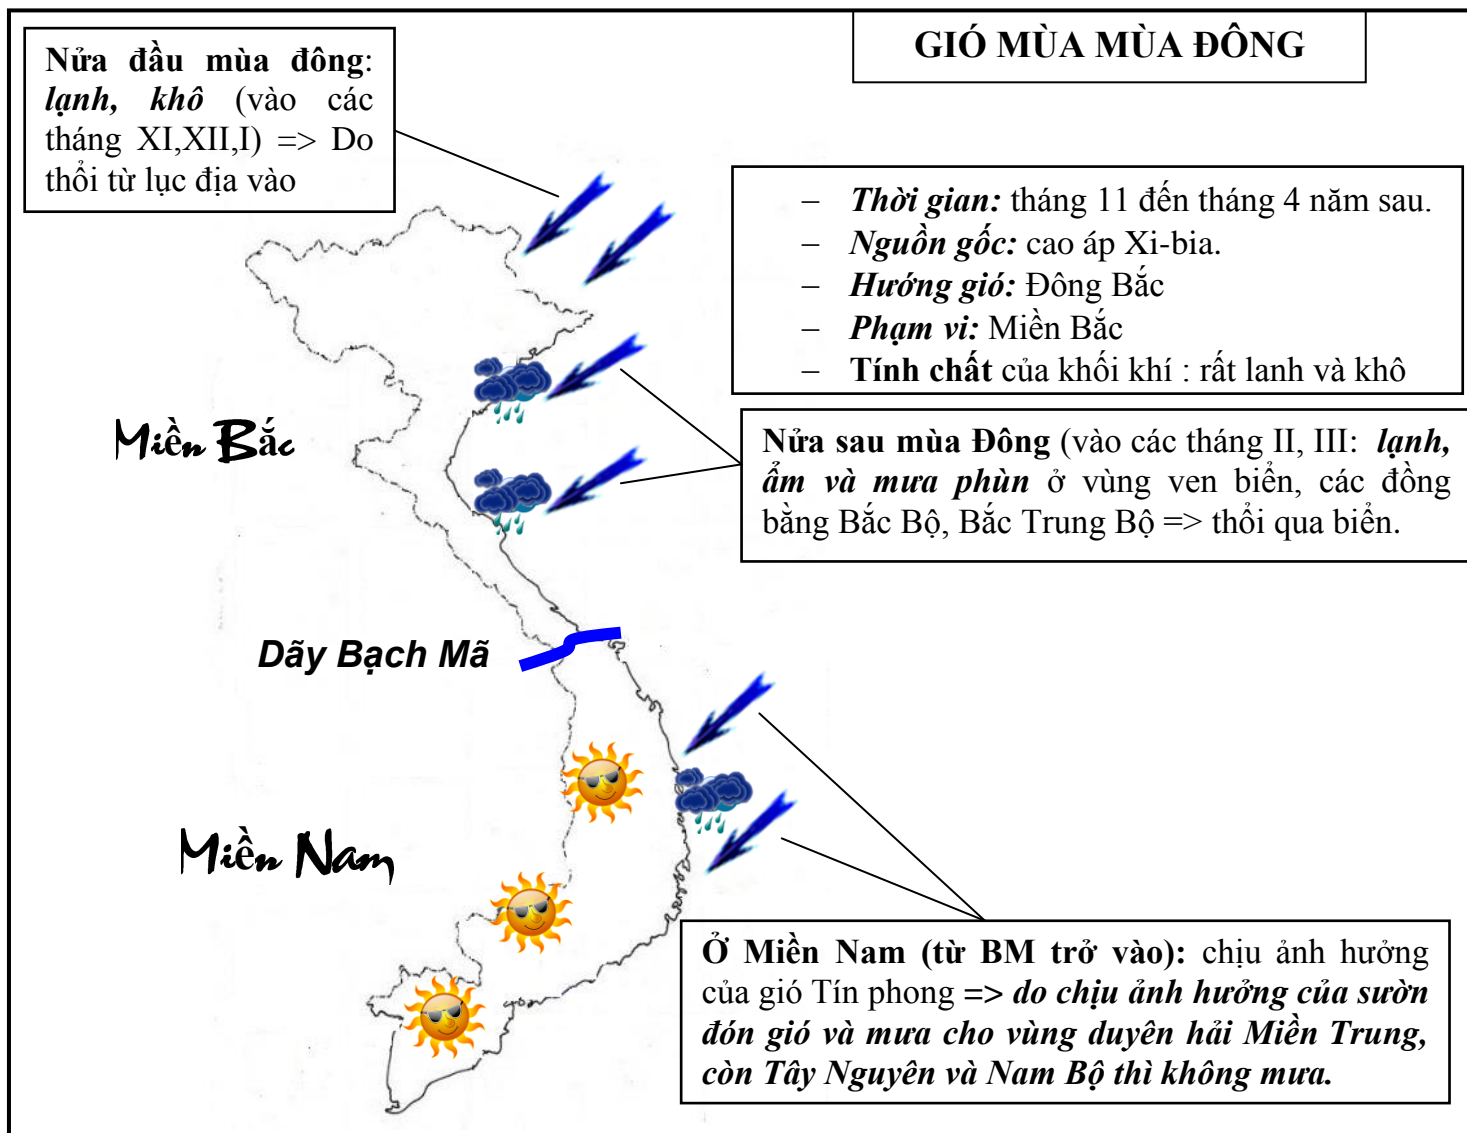 GIÓ MÙA MÙA ĐÔNG
Nửa đầu mùa đông:
lạnh, khô (vào các
tháng XI,XII,I) => Do
thổi từ lục địa vào
– Thời gian: tháng 11 đến tháng 4 năm sau.
– Nguồn gốc: cao áp Xi-bia.
– Hướng gió: Đông Bắc
– Phạm vi: Miền Bắc
– Tính chất của khối khí : rất lanh và khô
Miền Bắc
Nửa sau mùa Đông (vào các tháng II, III: lạnh,
ẩm và mưa phùn ở vùng ven biển, các đồng
bằng Bắc Bộ, Bắc Trung Bộ => thổi qua biển.
Dãy Bạch Mã
Miền Nam
Ở Miền Nam (từ BM trở vào): chịu ảnh hưởng
của gió Tín phong => do chịu ảnh hưởng của sườn
đón gió và mưa cho vùng duyên hải Miền Trung,
còn Tây Nguyên và Nam Bộ thì không mưa.